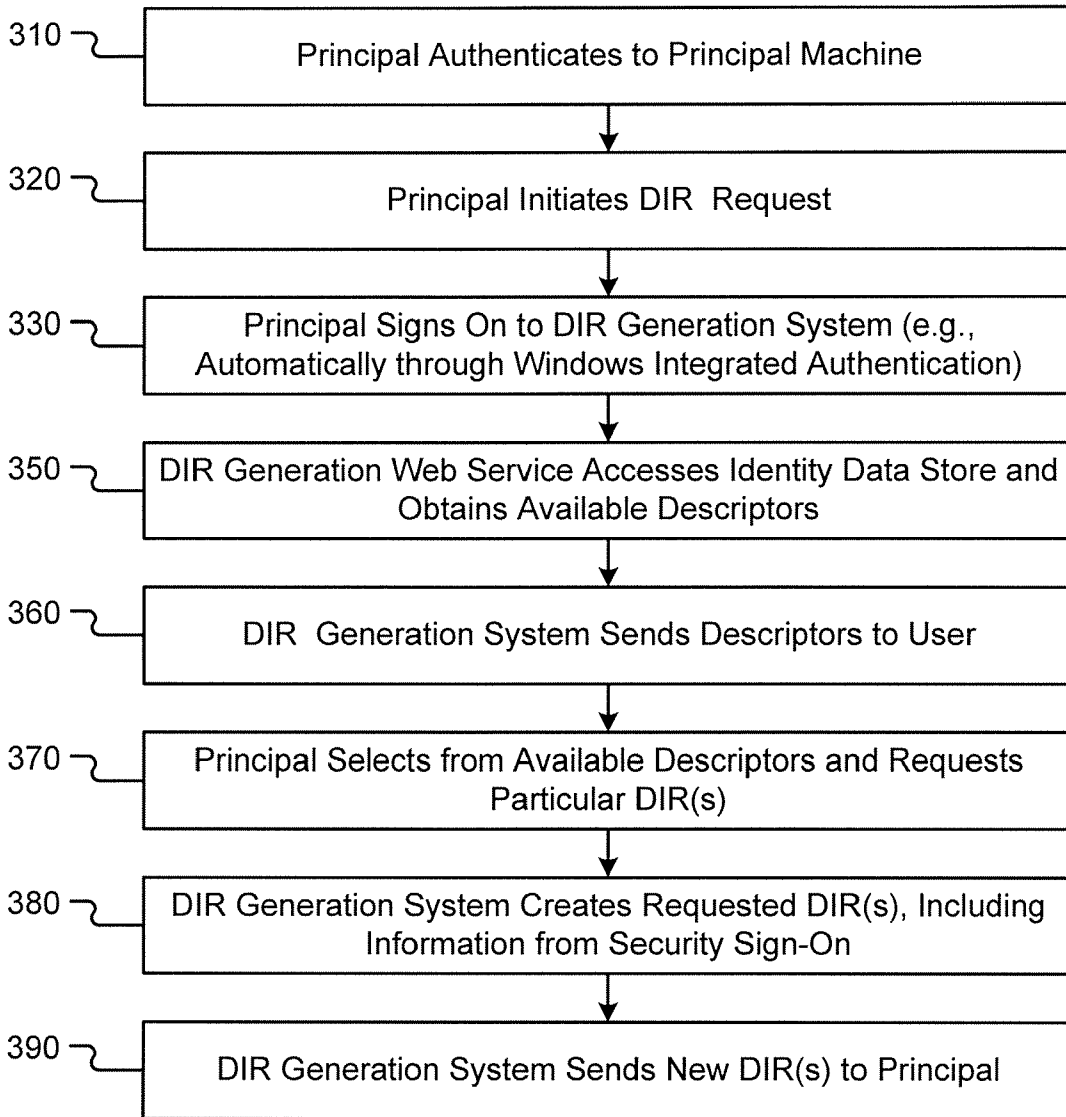 310
Principal Authenticates to Principal Machine
320
Principal Initiates DIR Request
330
Principal Signs On to DIR Generation System (e.g.,
Automatically through Windows Integrated Authentication)
350
DIR Generation Web Service Accesses Identity Data Store and
Obtains Available Descriptors
360
DIR Generation System Sends Descriptors to User
370
Principal Selects from Available Descriptors and Requests
Particular DIR(s)
380
DIR Generation System Creates Requested DIR(s), Including
Information from Security Sign-On
390
DIR Generation System Sends New DIR(s) to Principal